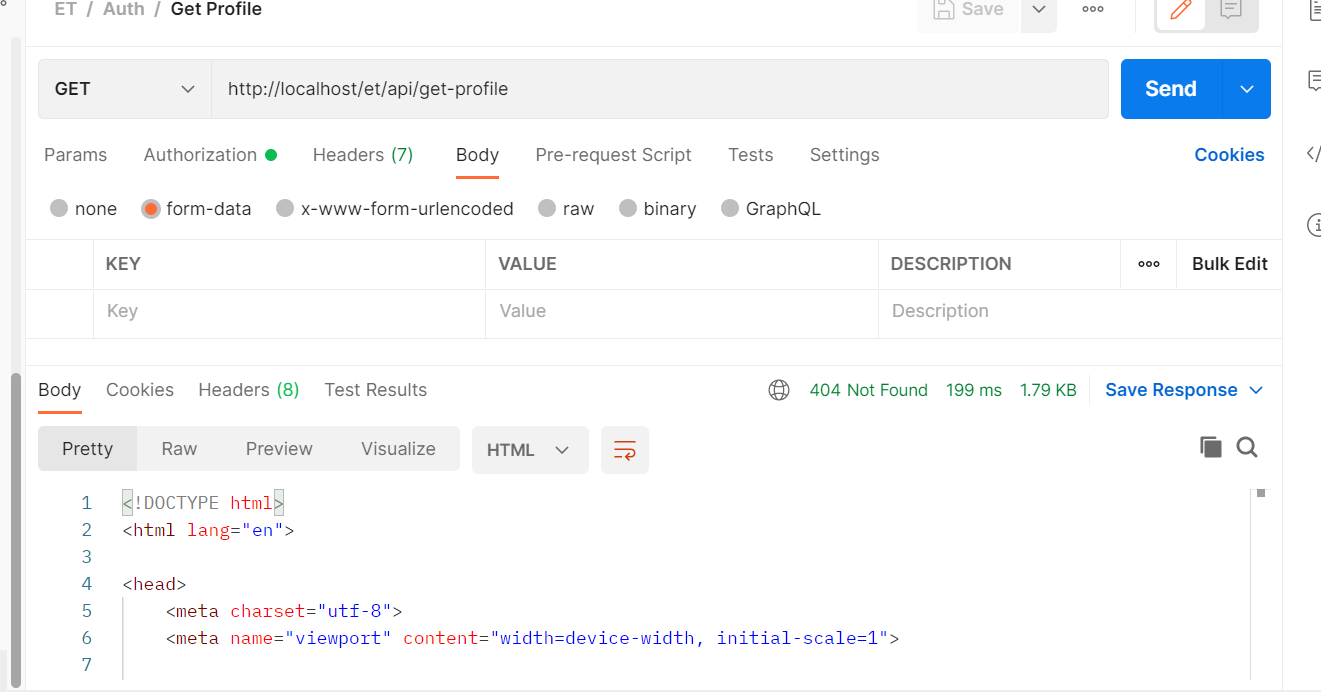 ET / Auth / Get Profile
Save
GET
http://localhost/et/api/get-profile
Send
Params Authorization Headers (7) Body Pre-request Script Tests Settings Cookies
none form-data x-www-form-urlencoded raw binary GraphQL
KEY VALUE DESCRIPTION Bulk Edit
Key Value Description
Body Cookies Headers (8) Test Results 404 Not Found 199 ms 1.79 KB Save Response
Pretty Raw Preview Visualize HTML
1 <!DOCTYPE html>
2 <html lang="en">
3
4 <head>
5 <meta charset="utf-8">
6 <meta name="viewport" content="width=device-width, initial-scale=1">
7